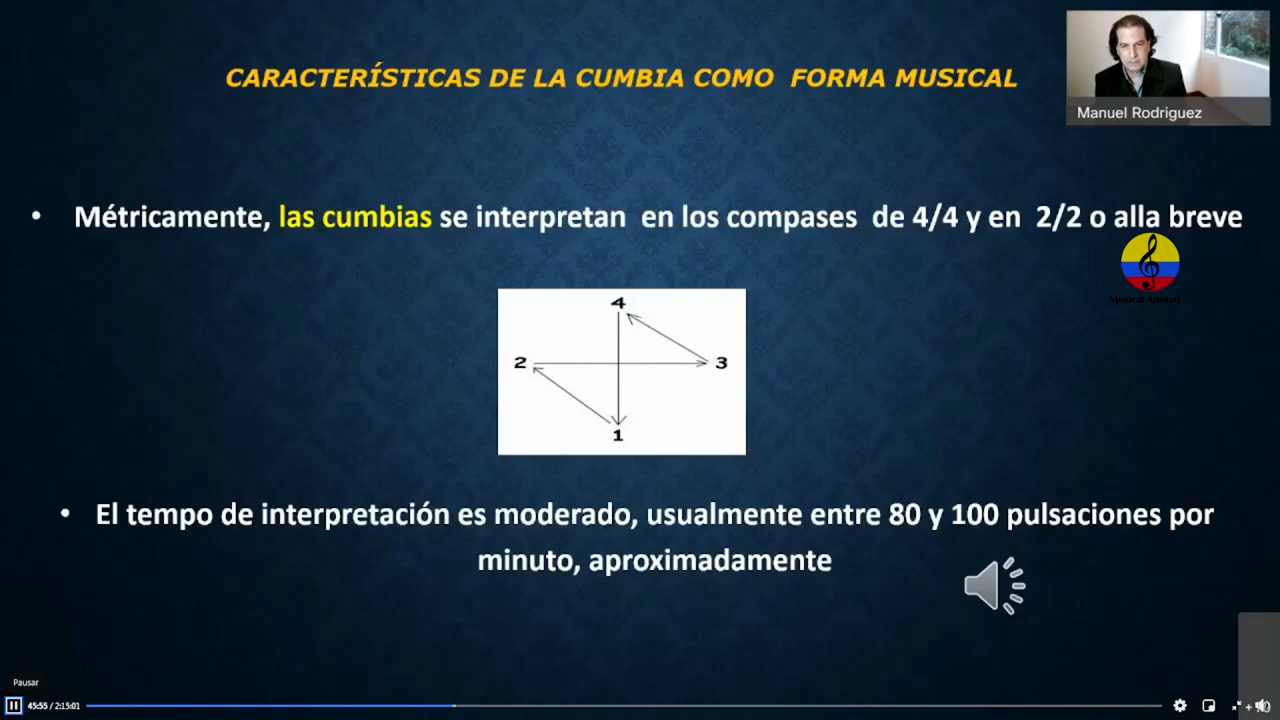 CARACTERÍSTICAS DE LA CUMBIA COMO FORMA MUSICAL
Manuel Rodriguez
• Métricamente, las cumbias se interpretan en los compases de 4/4 y en 2/2 o alla breve
Musical Afrolat
4
2
3
1
• El tempo de interpretación es moderado, usualmente entre 80 y 100 pulsaciones por
minuto, aproximadamente
Pausar
45:55 / 2:15:01